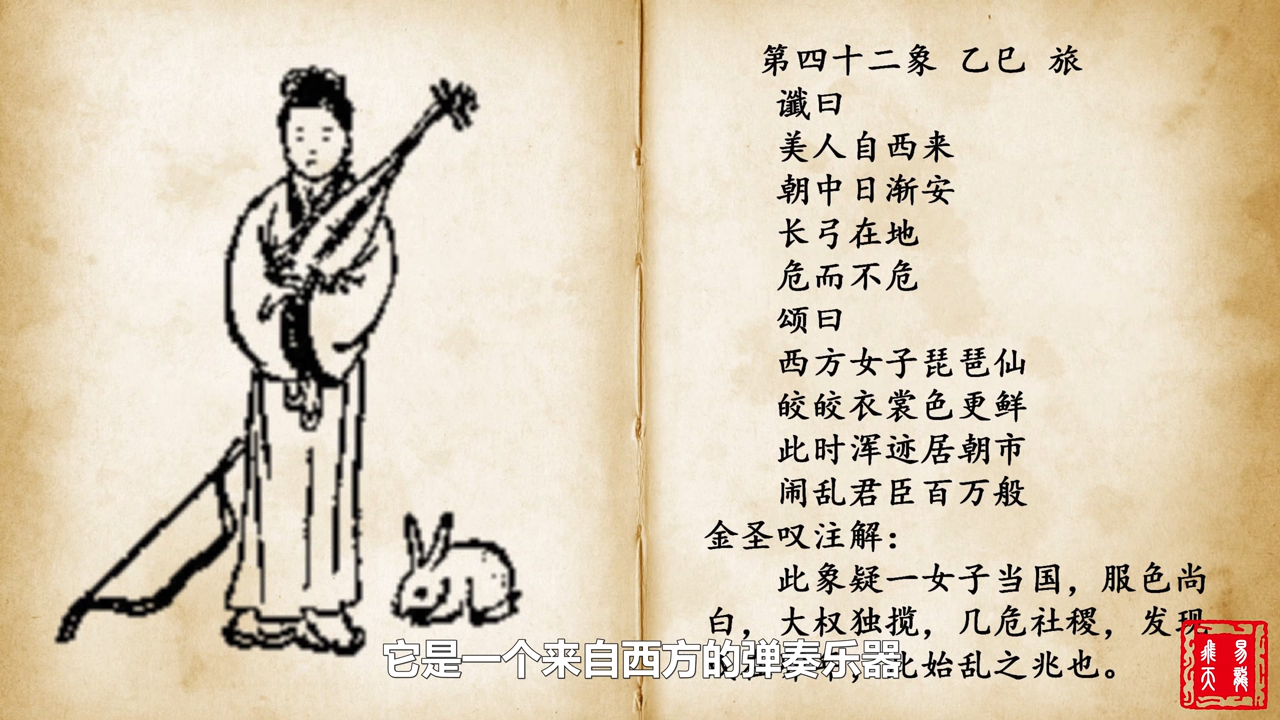 第四十二象 乙巳 旅
谶曰
美人自西来
朝中日渐安
长弓在地
危而不危
颂曰
西方女子琵琶仙
皎皎衣裳色更鲜
此时浑迹居朝市
闹乱君臣百万般
金圣叹注解：
此象疑一女子当国，服色尚
白，大权独揽，几危社稷，发现
此始乱之兆也。
它是一个来自西方的弹奏乐器
易龙
飞天